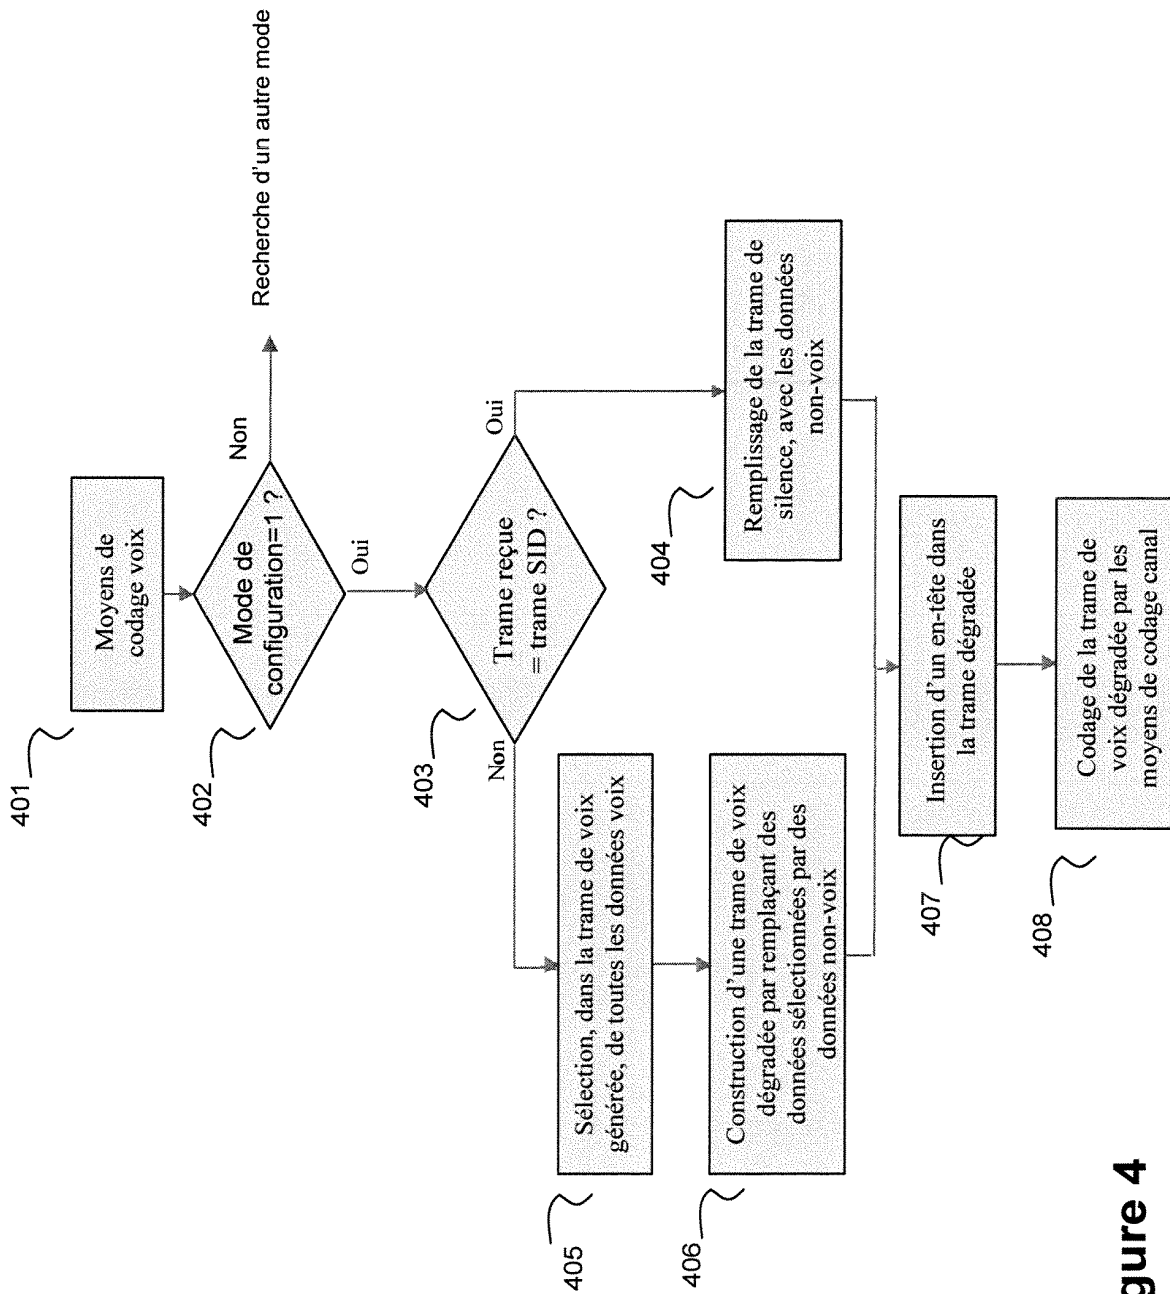 401
Moyens de
codage voix
402
Mode de
configuration=1 ?
Non
Recherche d'un autre mode
Oui
403
Trame reçue
= trame SID ?
Non
Oui
405
Sélection, dans la trame de voix
générée, de toutes les données voix
404
Remplissage de la trame de
silence, avec les données
non-voix
406
Construction d'une trame de voix
dégradée par remplaçant des
données sélectionnées par des
données non-voix
407
Insertion d'un en-tête dans
la trame dégradée
408
Codage de la trame de
voix dégradée par les
moyens de codage canal
gure 4